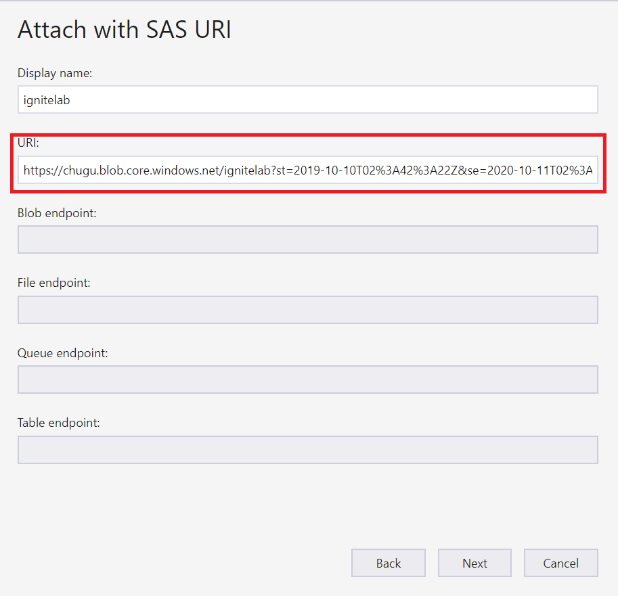 Attach with SAS URI
Display name:
ignitelab
URI:
https://chugu.blob.core.windows.net/ignitelab?st=2019-10-10T02%3A42%3A22Z&se=2020-10-11T02%3A
Blob endpoint:
File endpoint:
Queue endpoint:
Table endpoint:
Back Next Cancel